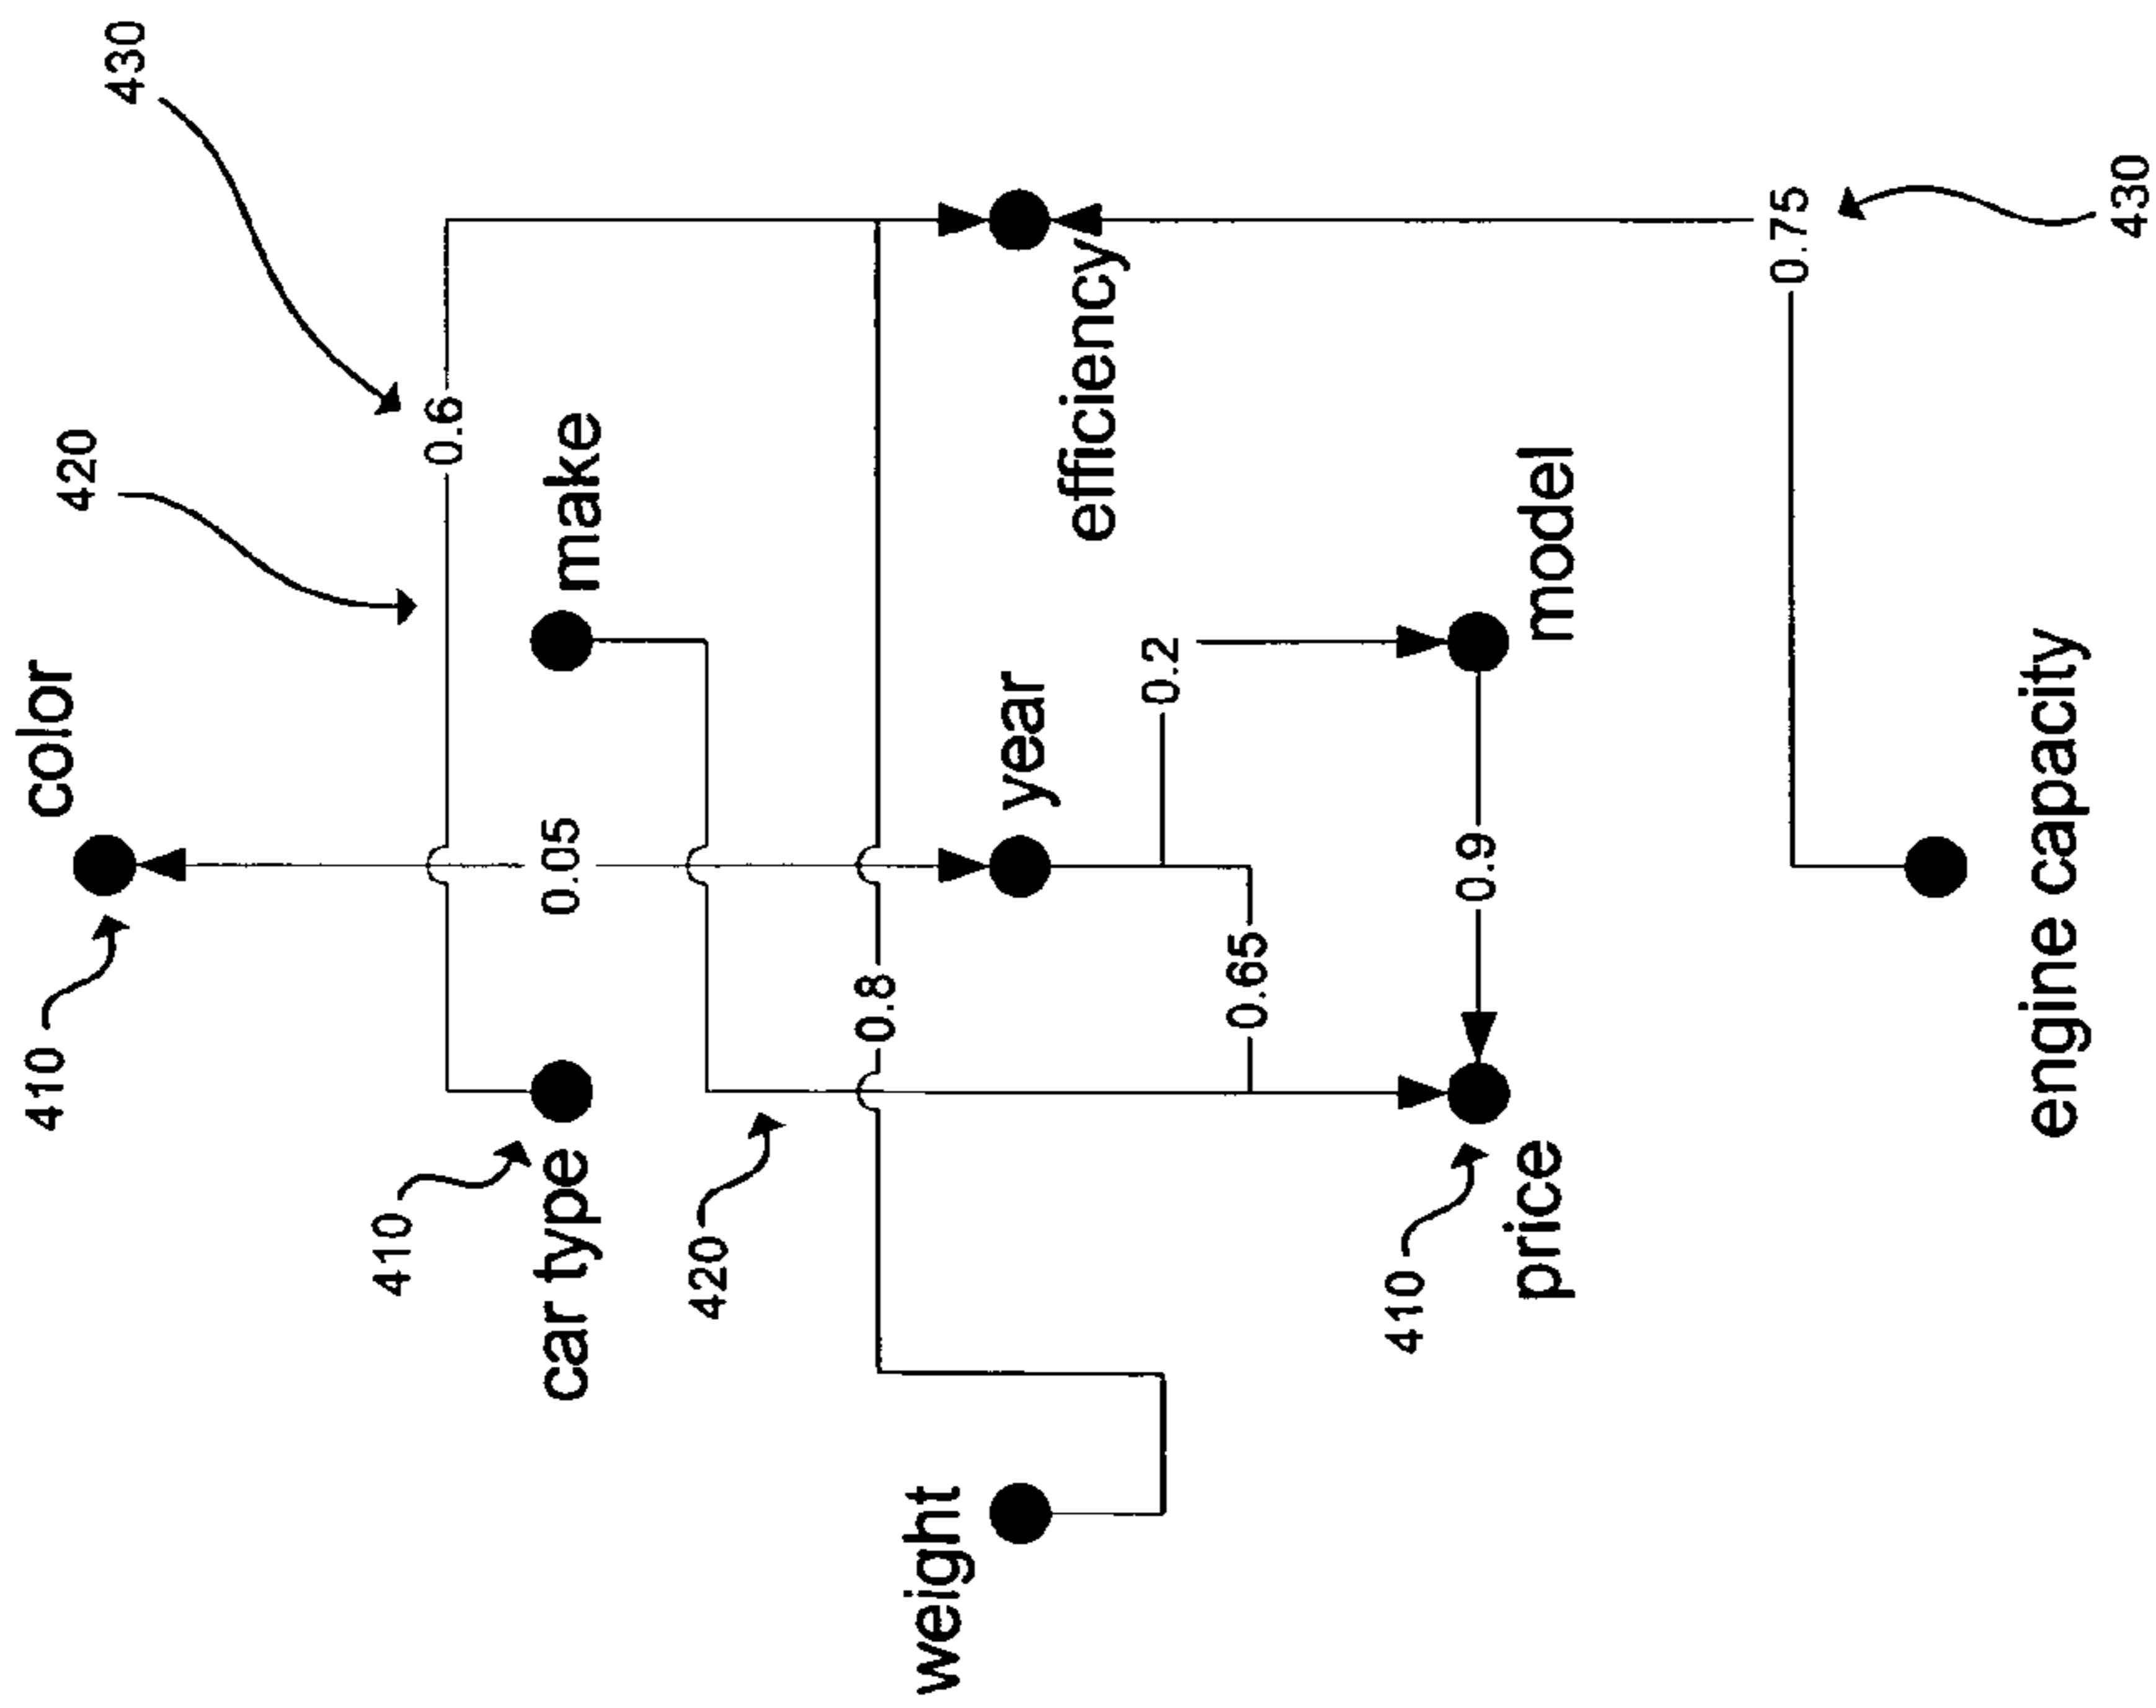 410
color
420
430
410
0.6
car type
0.05
make
420
0.8
weight
year
efficiency
0.2
0.65
410
0.9
price
model
0.75
engine capacity
430